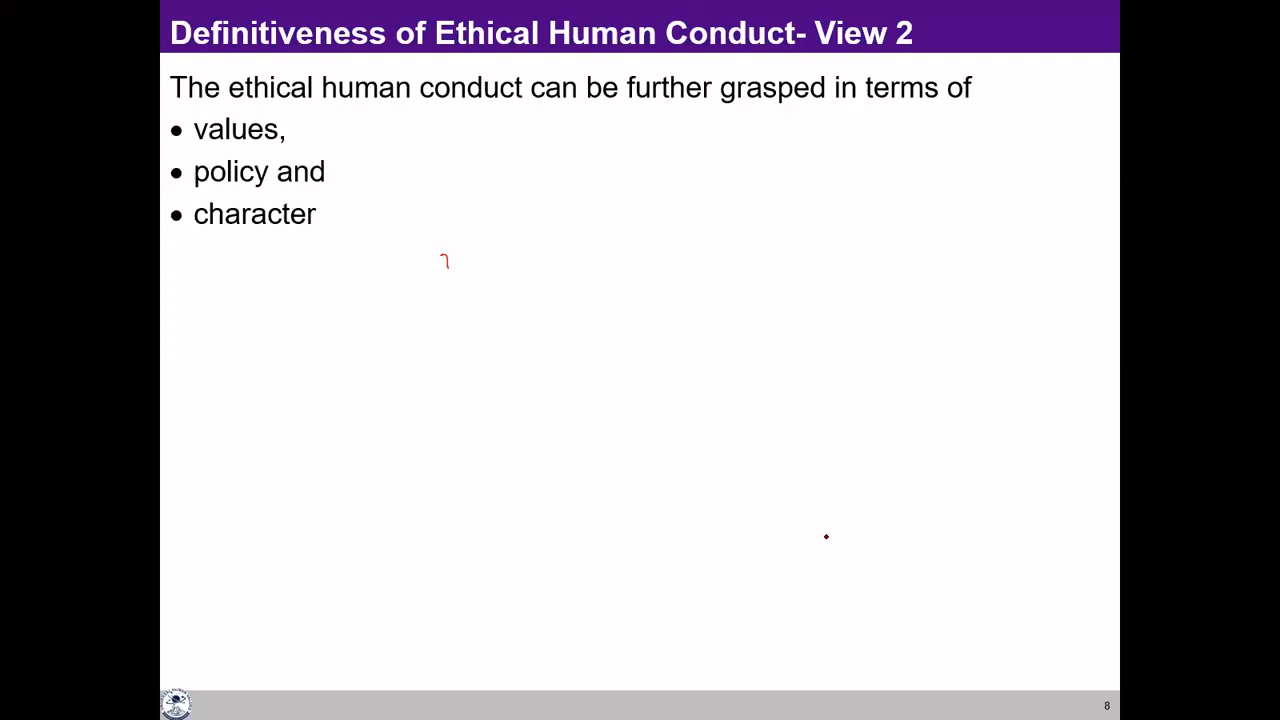 Definitiveness of Ethical Human Conduct- View 2
The ethical human conduct can be further grasped in terms of
• values,
• policy and
• character
8